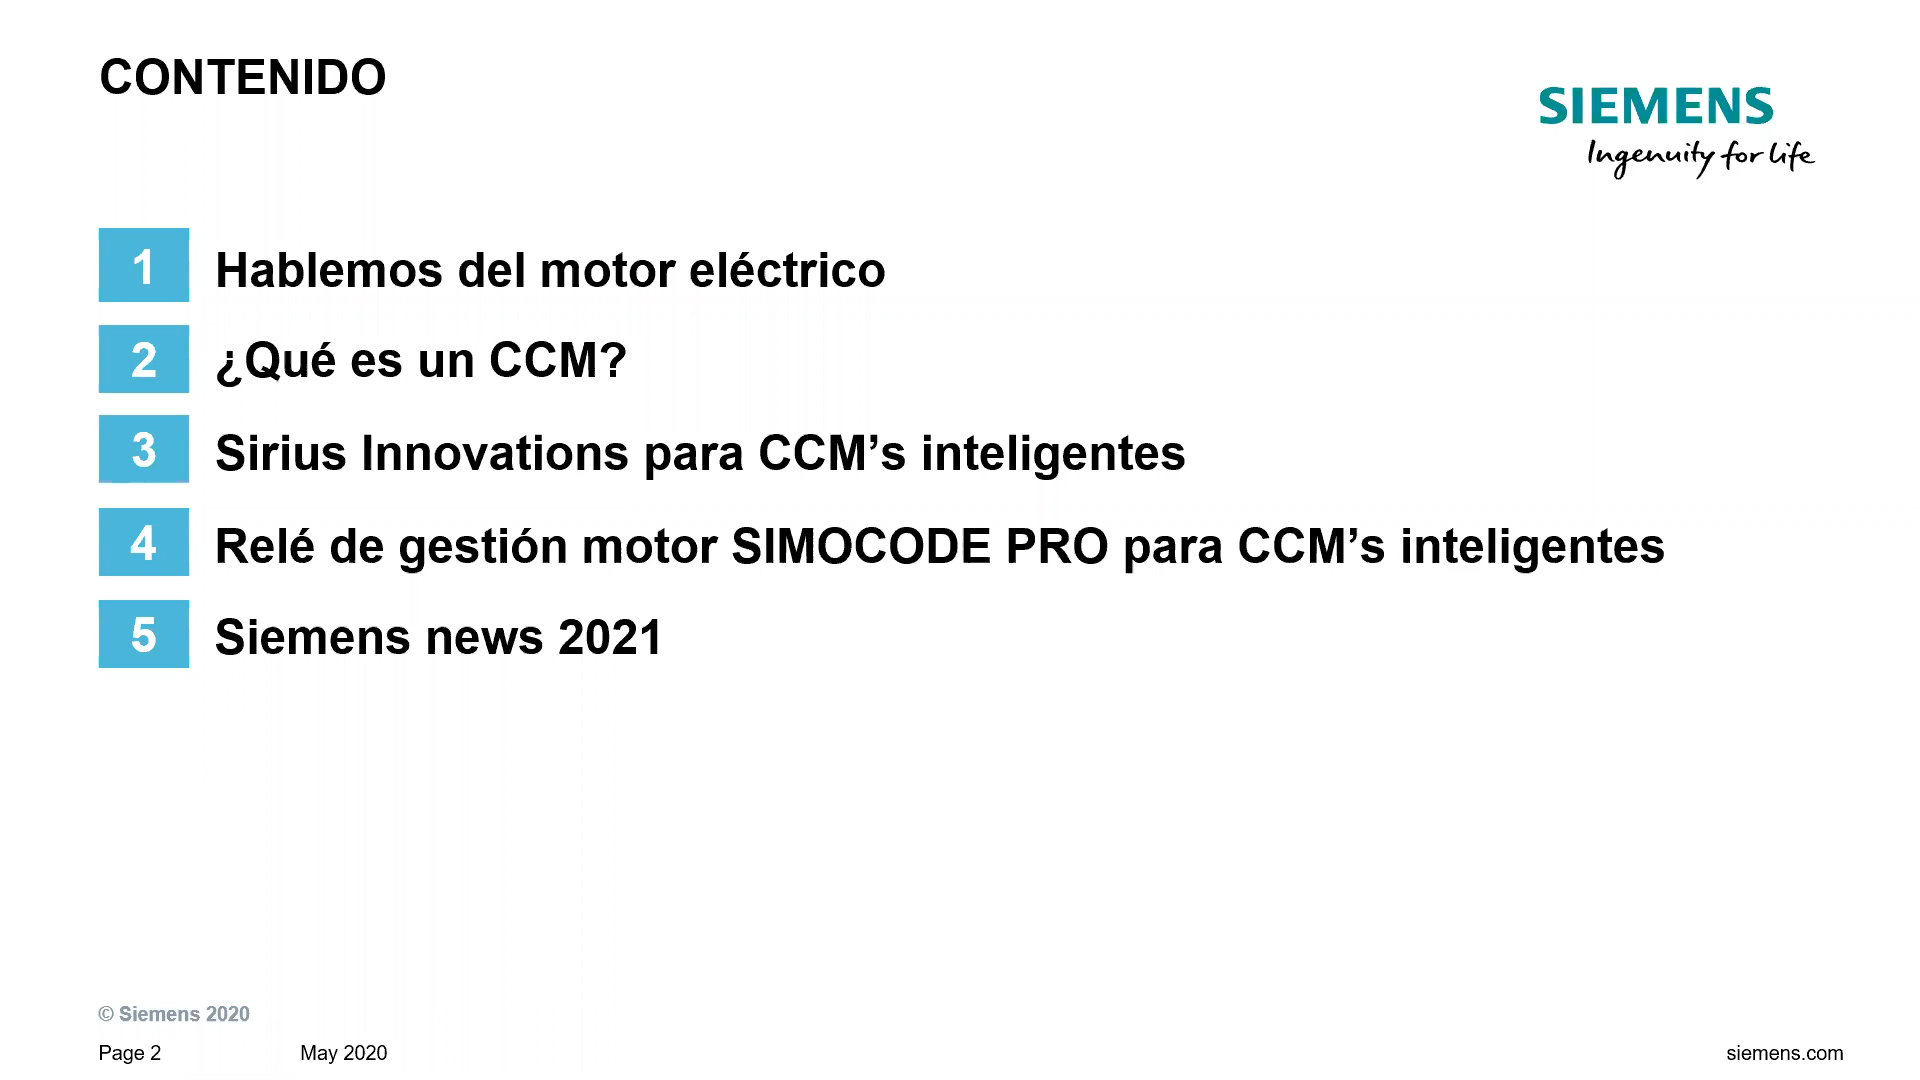 CONTENIDO
SIEMENS
Ingenuity for life
1 Hablemos del motor eléctrico
2 ¿Qué es un CCM?
3 Sirius Innovations para CCM’s inteligentes
4 Relé de gestión motor SIMOCODE PRO para CCM’s inteligentes
5 Siemens news 2021
© Siemens 2020
Page 2 May 2020 siemens.com